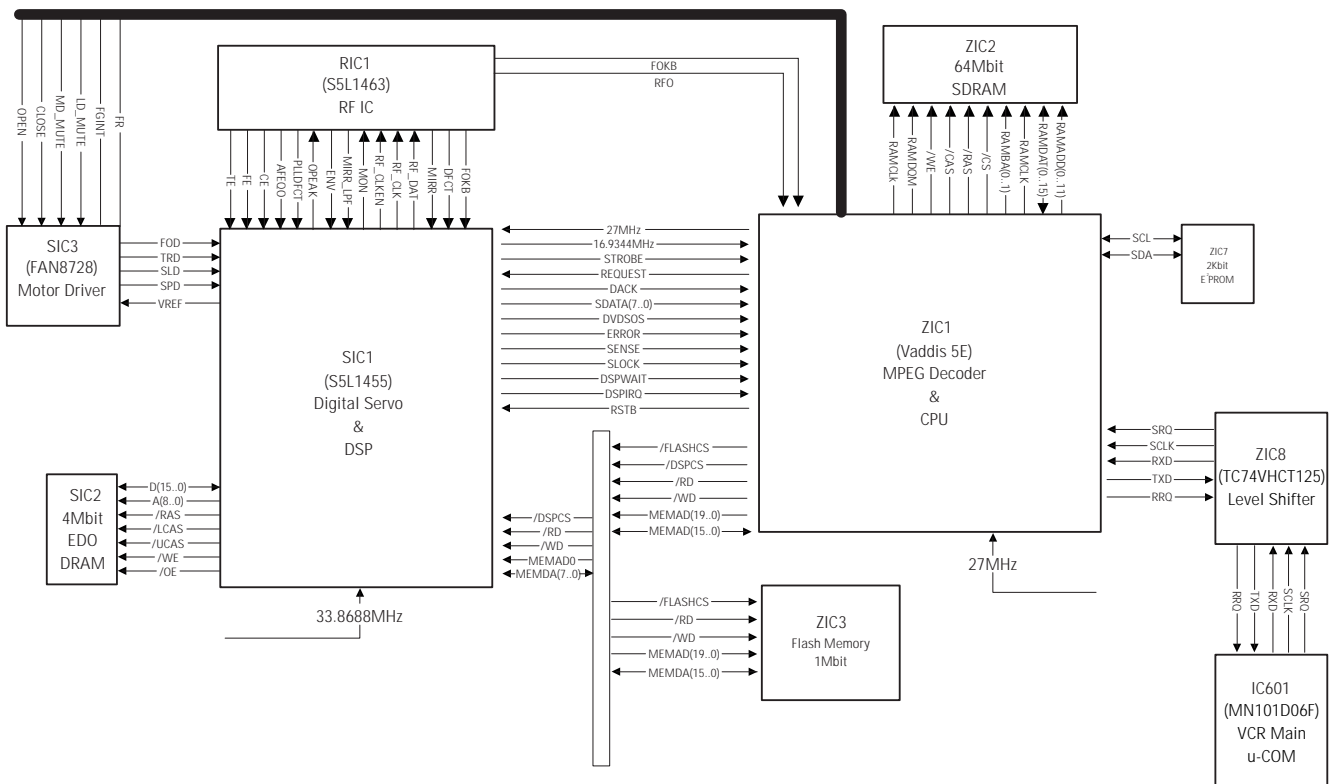 RIC1
(S5L1463)
RF IC
FOKB
RFO
ZIC2
64Mbit
SDRAM
OPEN
CLOSE
MD_MUTE
LD_MUTE
FGINT
FR
TE
FE
CE
AFEQO
PLLDFCT
OPEAK
ENV
MIRR_LPF
MON
RF_CLKEN
RF_CLK
RF_DAT
MIRR
DFCT
FOKB
RAMCLk
RAMDQM
/WE
/CAS
/RAS
/CS
RAMBA(0..1)
RAMCLK
RAMDAT(0..15)
RAMADD(0..11)
SIC3
(FAN8728)
Motor Driver
FOD
TRD
SLD
SPD
VREF
SIC1
(S5L1455)
Digital Servo
&
DSP
27MHz
16.9344MHz
STROBE
REQUEST
DACK
SDATA(7..0)
DVDSOS
ERROR
SENSE
SLOCK
DSPWAIT
DSPIRQ
RSTB
ZIC1
(Vaddis 5E)
MPEG Decoder
&
CPU
SCL
SDA
ZIC7
2Kbit
E²PROM
SIC2
4Mbit
EDO
DRAM
D(15..0)
A(8..0)
/RAS
/LCAS
/UCAS
/WE
/OE
33.8688MHz
/DSPCS
/RD
/WD
MEMAD0
MEMDA(7..0)
/FLASHCS
/DSPCS
/RD
/WD
MEMAD(19..0)
MEMAD(15..0)
/FLASHCS
/RD
/WD
MEMAD(19..0)
MEMDA(15..0)
ZIC3
Flash Memory
1Mbit
27MHz
SRQ
SCLK
RXD
TXD
RRQ
ZIC8
(TC74VHCT125)
Level Shifter
RRQ
TXD
RXD
SCLK
SRQ
IC601
(MN101D06F)
VCR Main
u-COM